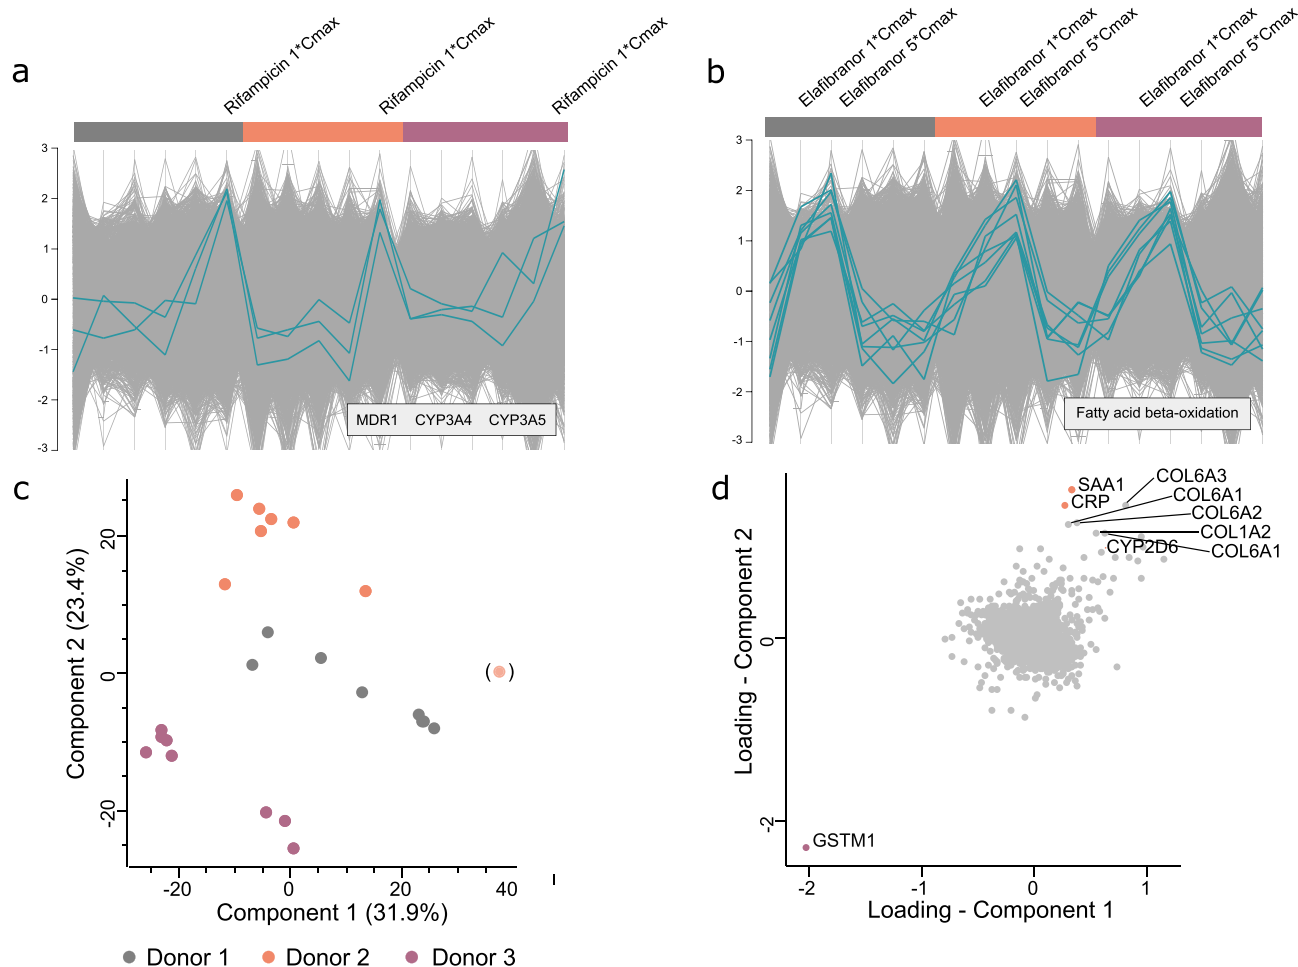 a
Rifampicin 1*Cmax
Rifampicin 1*Cmax
Rifampicin 1*Cmax
3
2
1
0
-1
-2
-3
MDR1 CYP3A4 CYP3A5
b
Elafibranor 1*Cmax
Elafibranor 5*Cmax
Elafibranor 1*Cmax
Elafibranor 5*Cmax
Elafibranor 1*Cmax
Elafibranor 5*Cmax
3
2
1
0
-1
-2
-3
Fatty acid beta-oxidation
c
Component 2 (23.4%)
20
0
-20
( )
-20 0 20 40
Component 1 (31.9%)
Donor 1 Donor 2 Donor 3
d
Loading - Component 2
0
-2
SAA1
CRP
COL6A3
COL6A1
COL6A2
COL1A2
CYP2D6
COL6A1
GSTM1
-2 -1 0 1
Loading - Component 1